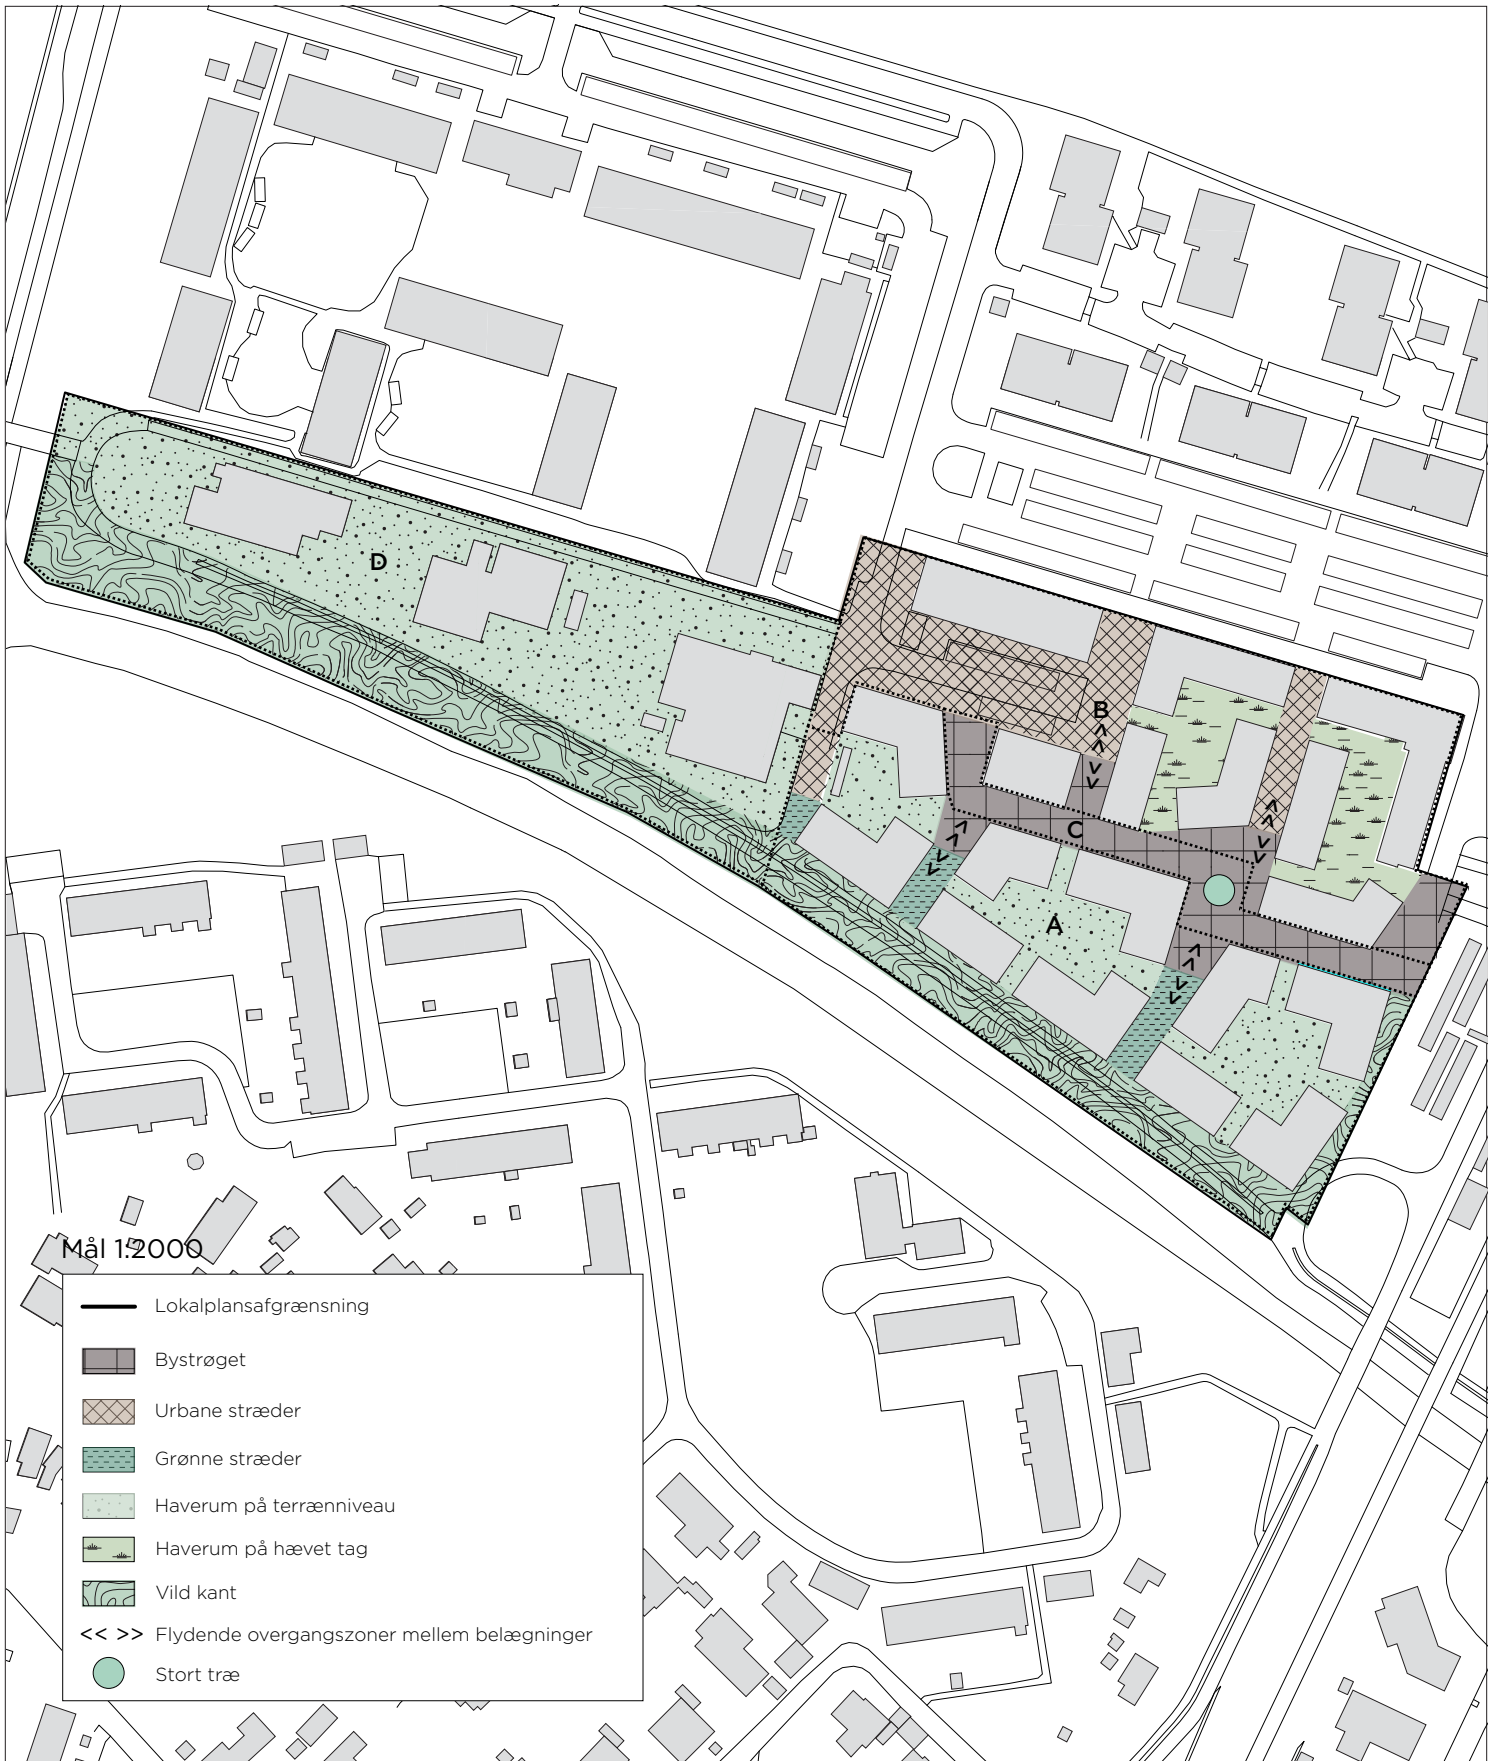 D
B
C
A
Mål 1:2000
Lokalplansafgrænsning
Bystrøget
Urbane stræder
Grønne stræder
Haverum på terrænniveau
Haverum på hævet tag
Vild kant
<< >> Flydende overgangszoner mellem belægninger
Stort træ